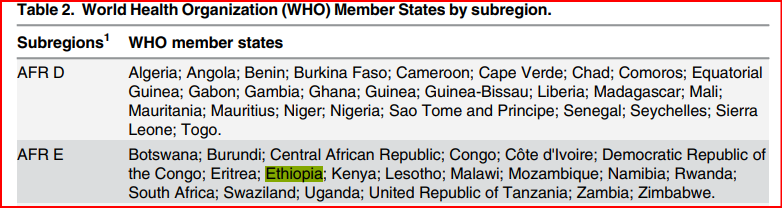 Table 2. World Health Organization (WHO) Member States by subregion.
Subregions1 WHO member states
AFR D Algeria; Angola; Benin; Burkina Faso; Cameroon; Cape Verde; Chad; Comoros; Equatorial
Guinea; Gabon; Gambia; Ghana; Guinea; Guinea-Bissau; Liberia; Madagascar; Mali;
Mauritania; Mauritius; Niger; Nigeria; Sao Tome and Principe; Senegal; Seychelles; Sierra
Leone; Togo.
AFR E Botswana; Burundi; Central African Republic; Congo; Côte d'Ivoire; Democratic Republic of
the Congo; Eritrea; Ethiopia; Kenya; Lesotho; Malawi; Mozambique; Namibia; Rwanda;
South Africa; Swaziland; Uganda; United Republic of Tanzania; Zambia; Zimbabwe.